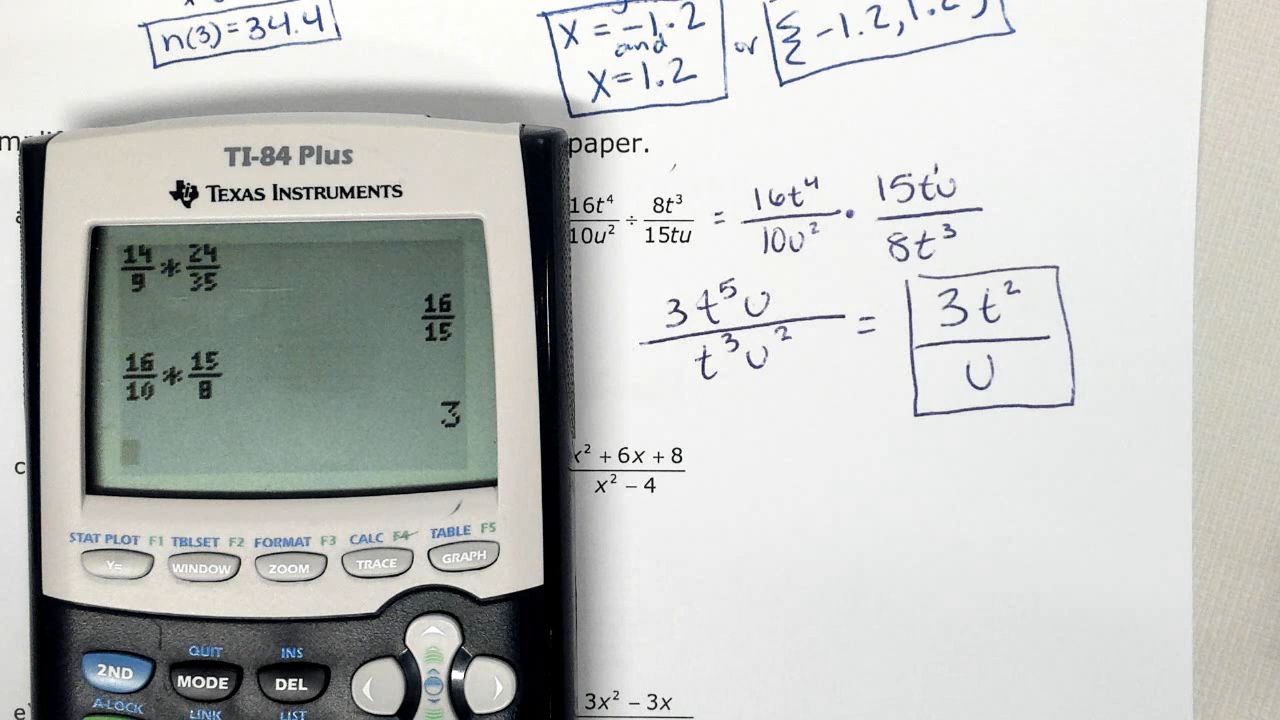 n(3) = 34.4
x = -1.2
and
x = 1.2
or
{ -1.2, 1.2 }
paper.
16t⁴/10u² ÷ 8t³/15tu = 16t⁴/10u² · 15t¹u/8t³
3t⁵u/t³u² = 3t²/u
TI-84 Plus
TEXAS INSTRUMENTS
14/9 * 24/35
16/15
16/10 * 15/8
3
c
x² + 6x + 8
x² – 4
STAT PLOT F1 TBLSET F2 FORMAT F3 CALC F4 TABLE F5
Y= WINDOW ZOOM TRACE GRAPH
QUIT INS
2ND MODE DEL
A-LOCK LINK LIST
e)
3x² – 3x